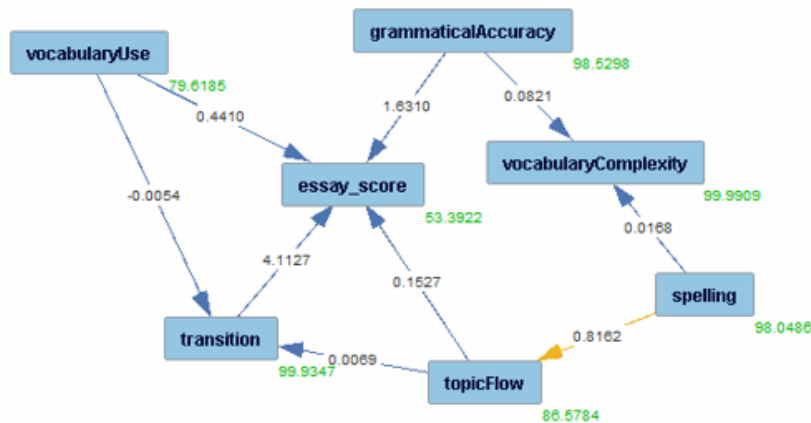 grammaticalAccuracy
vocabularyUse
98.5298
79.6185
0.4410
1.6310
0.0821
vocabularyComplexity
essay_score
99.9909
-0.0054
53.3922
0.0168
4.1127
0.1527
spelling
98.0486
transition
0.8162
0.0069
99.9347
topicFlow
86.5784